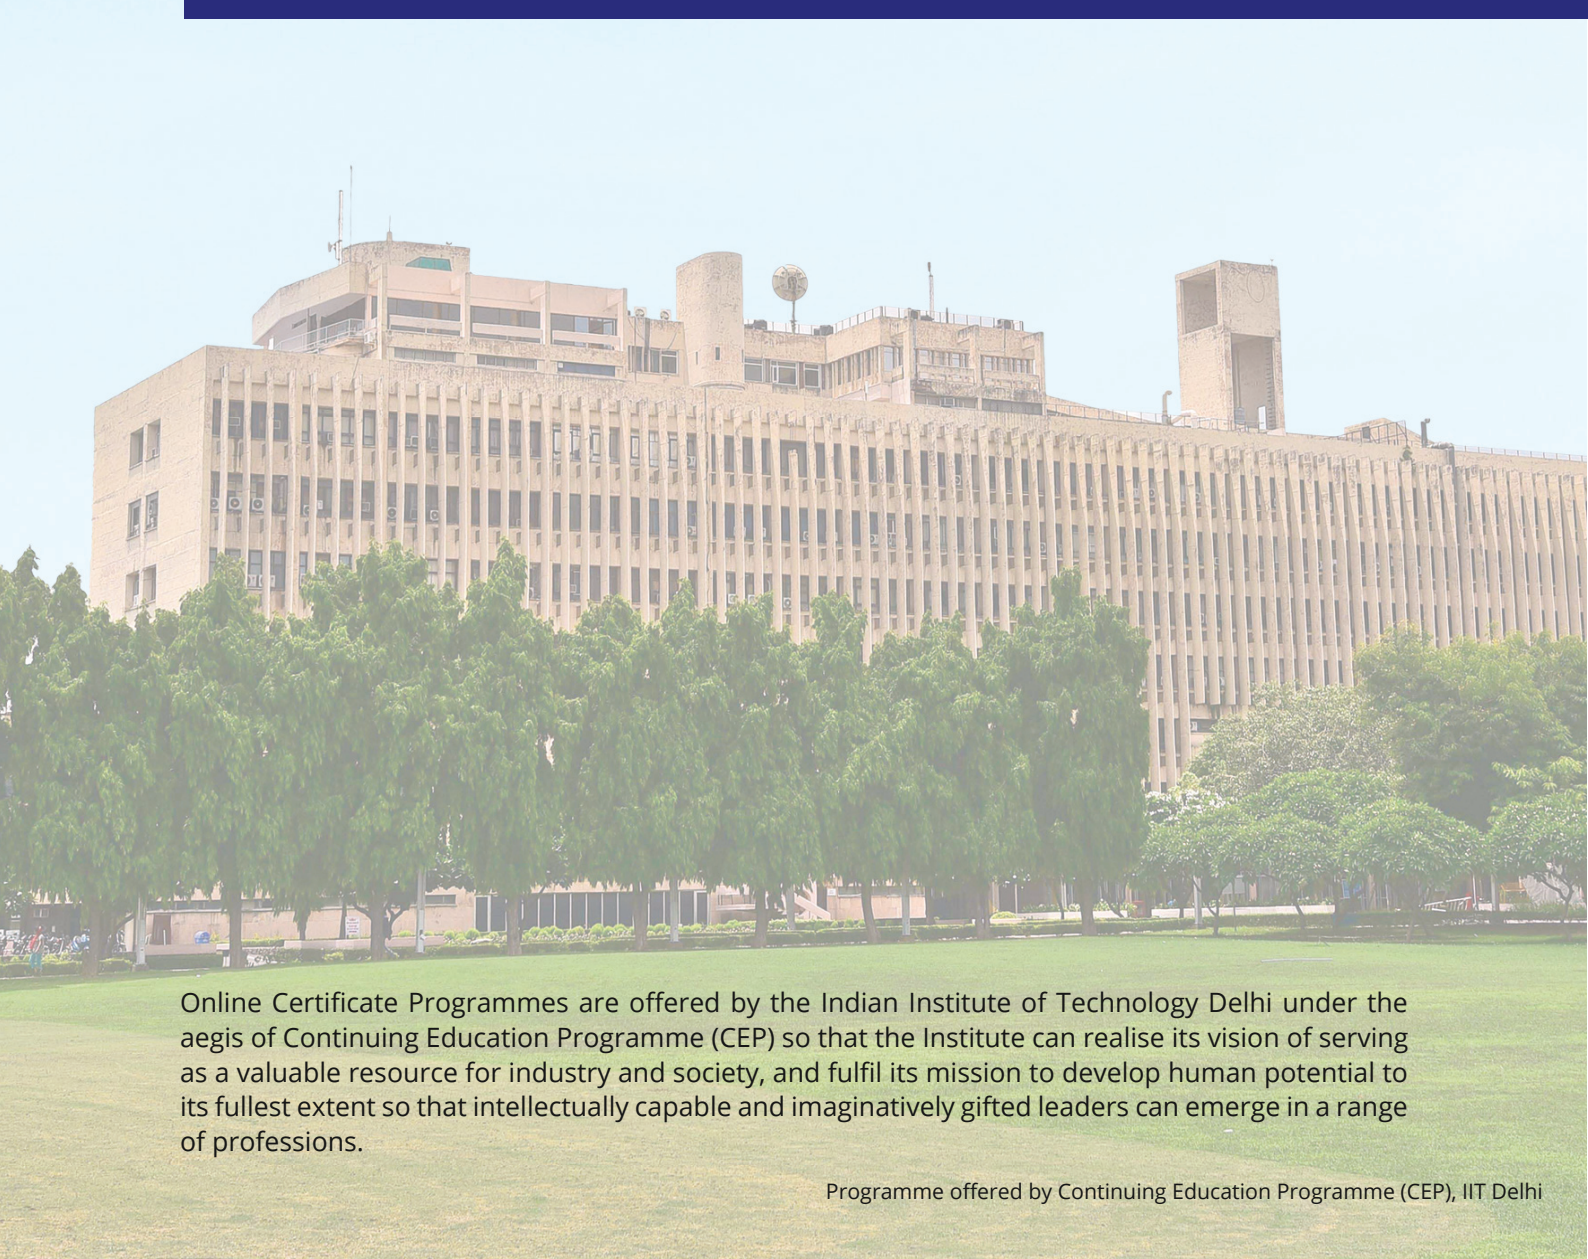 Online Certificate Programmes are offered by the Indian Institute of Technology Delhi under the
aegis of Continuing Education Programme (CEP) so that the Institute can realise its vision of serving
as a valuable resource for industry and society, and fulfil its mission to develop human potential to
its fullest extent so that intellectually capable and imaginatively gifted leaders can emerge in a range
of professions.
Programme offered by Continuing Education Programme (CEP), IIT Delhi